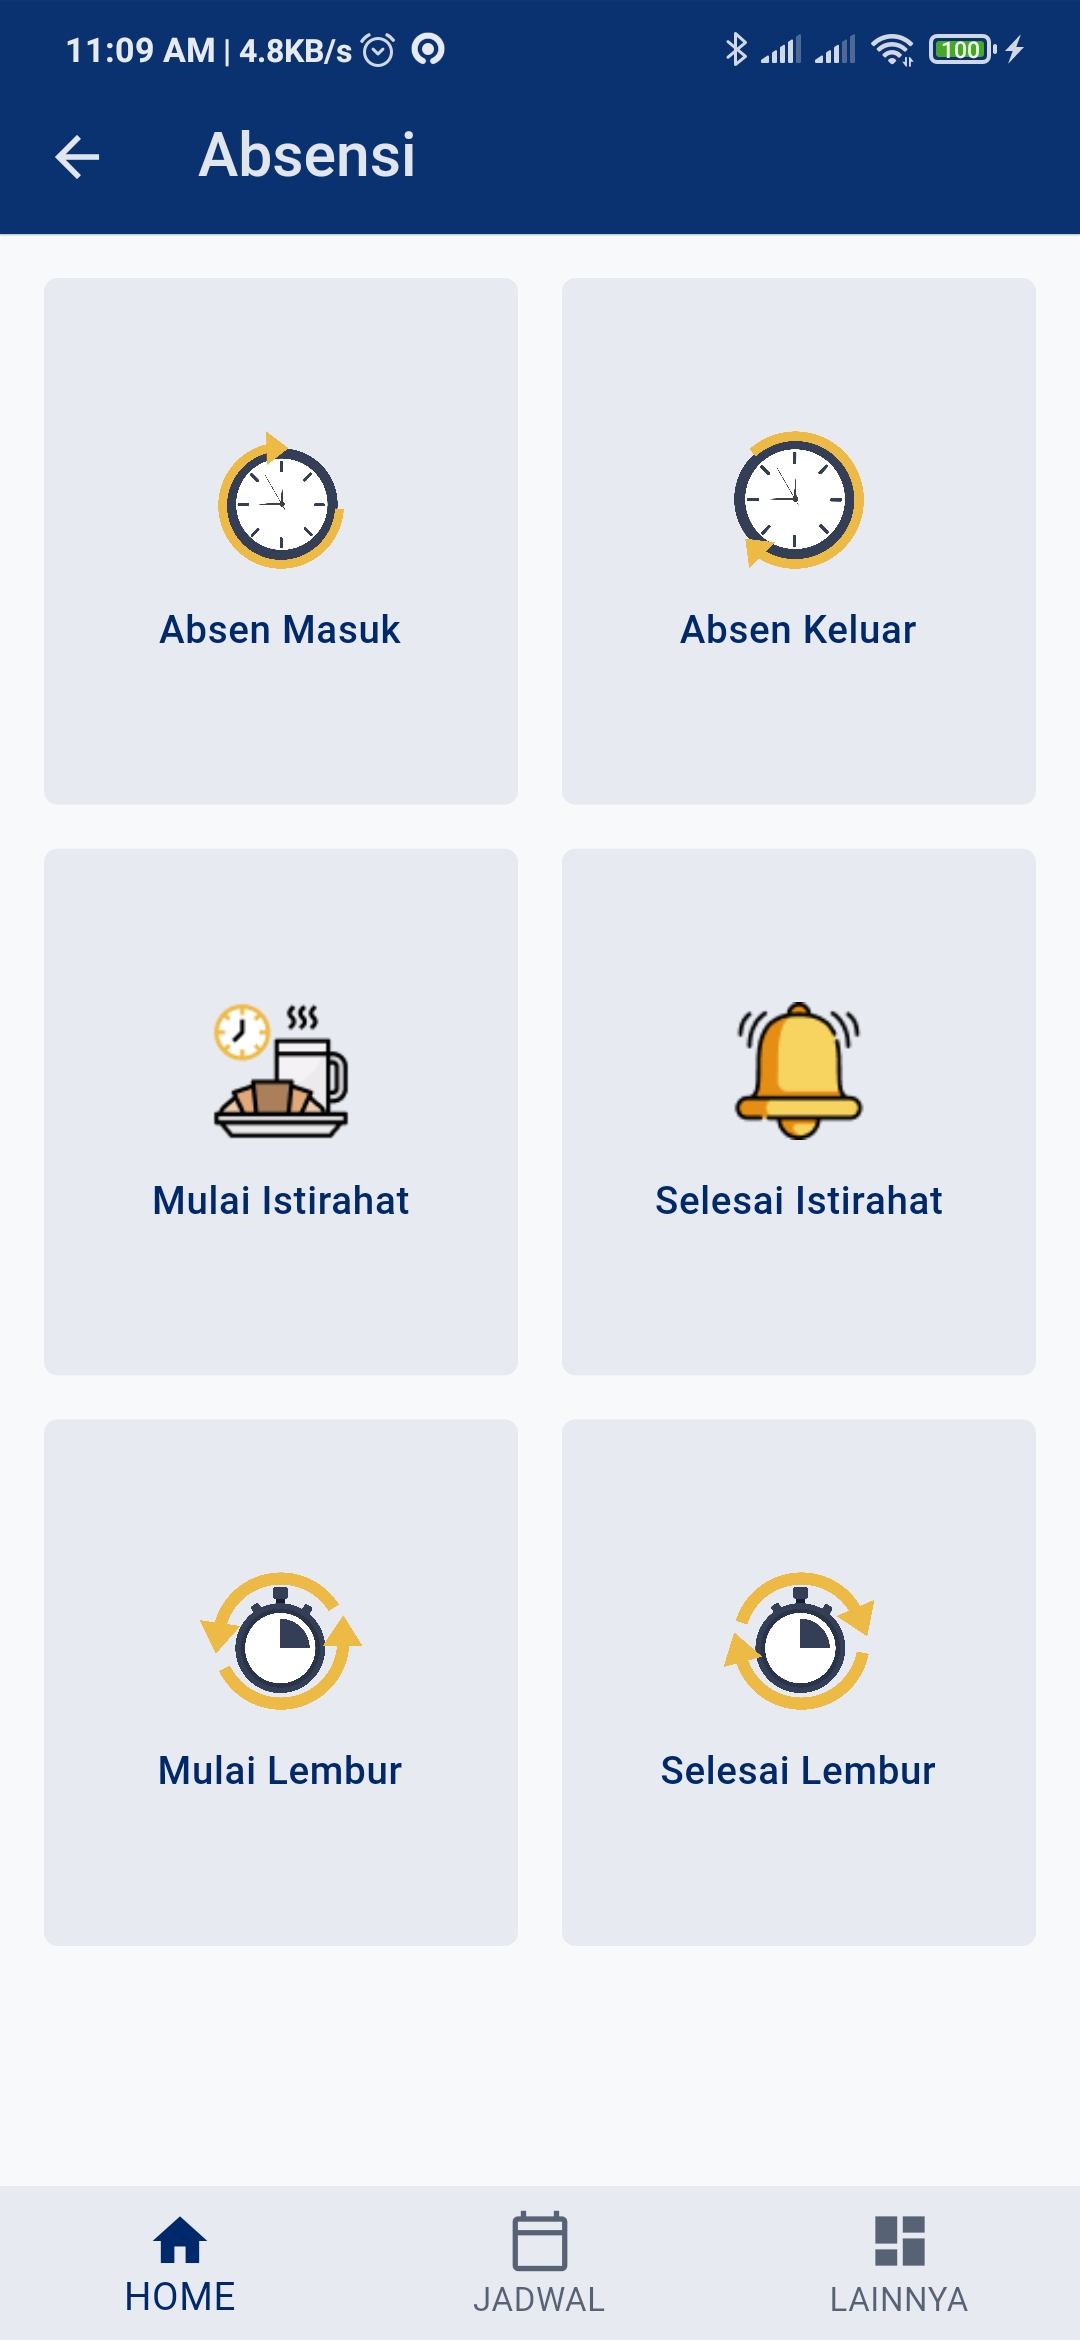 11:09 AM | 4.8KB/s
100
Absensi
Absen Masuk
Absen Keluar
Mulai Istirahat
Selesai Istirahat
Mulai Lembur
Selesai Lembur
HOME
JADWAL
LAINNYA